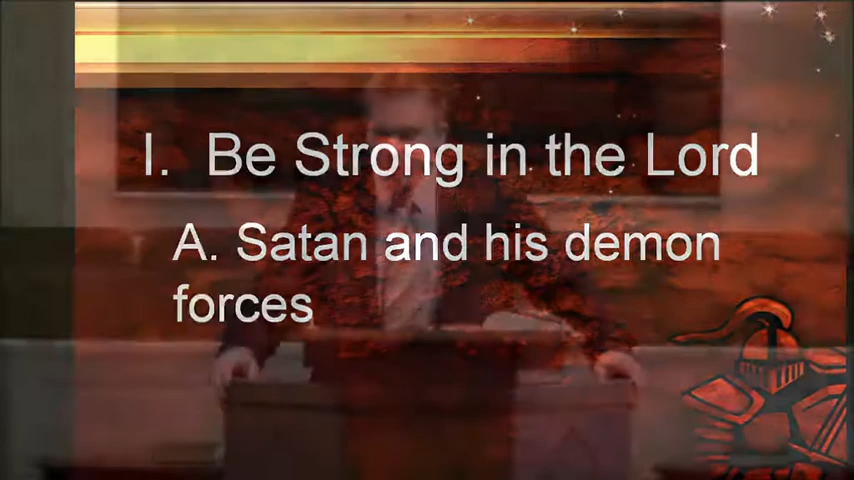 I. Be Strong in the Lord
A. Satan and his demon
forces